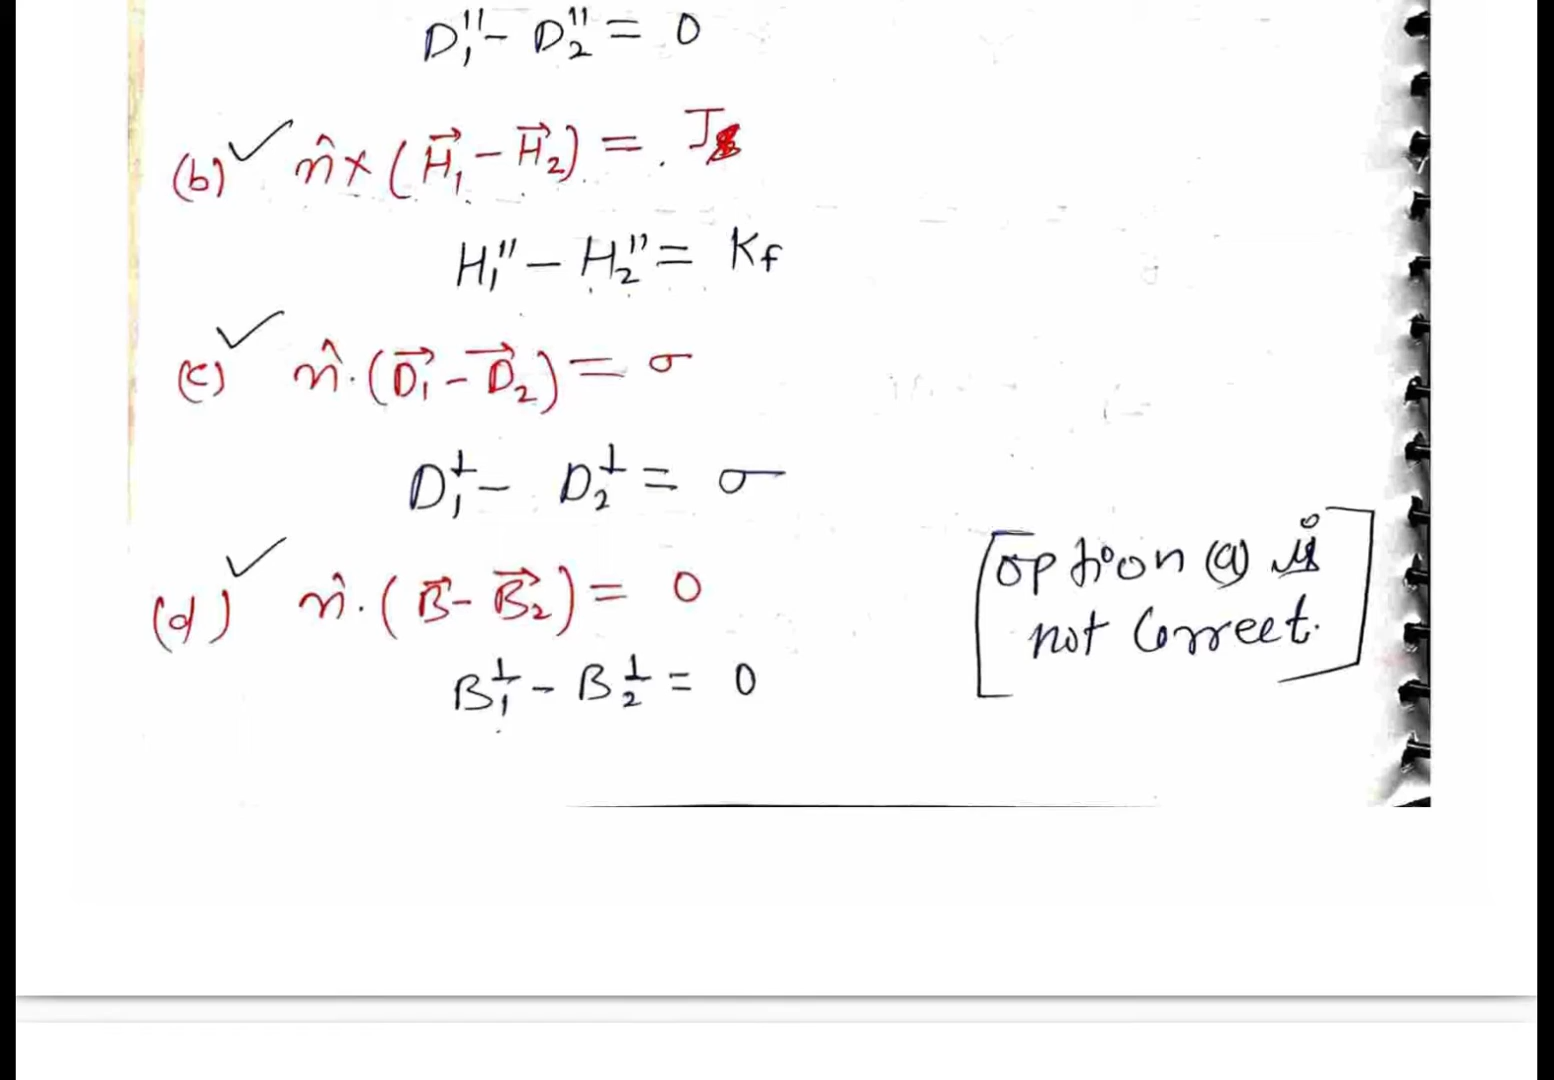 D₁" - D₂" = 0
(b) ✓ n̂ × (H⃗₁ - H⃗₂) = . J
H₁" - H₂" = Kf
(c) ✓ n̂ . (D⃗₁ - D⃗₂) = σ
D₁^⊥ - D₂^⊥ = σ
(d) ✓ n̂ . (B⃗ - B⃗₂) = 0
B₁^⊥ - B₂^⊥ = 0
option (a) is
not Correct.